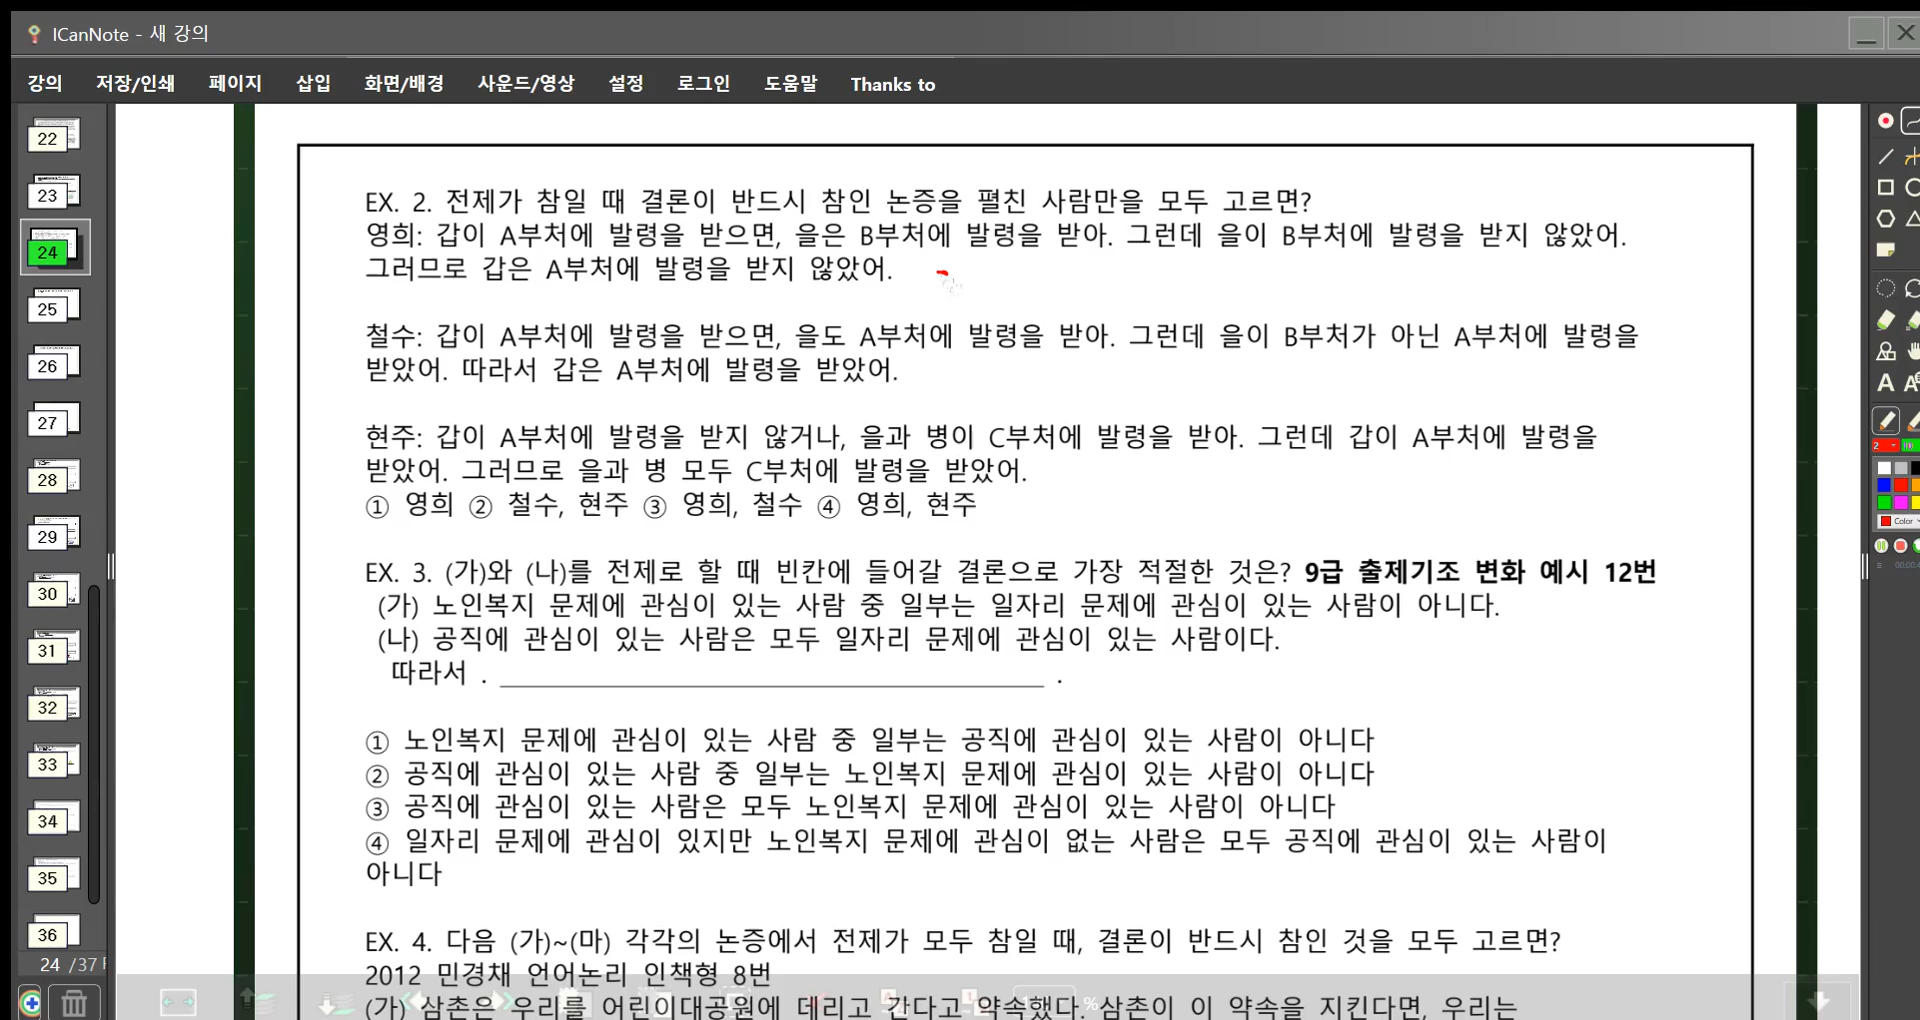 ICanNote - 새 강의
강의 저장/인쇄 페이지 삽입 화면/배경 사운드/영상 설정 로그인 도움말 Thanks to
22
23
24
25
26
27
28
29
30
31
32
33
34
35
36
24 /37
EX. 2. 전제가 참일 때 결론이 반드시 참인 논증을 펼친 사람만을 모두 고르면?
영희: 갑이 A부처에 발령을 받으면, 을은 B부처에 발령을 받아. 그런데 을이 B부처에 발령을 받지 않았어.
그러므로 갑은 A부처에 발령을 받지 않았어.
철수: 갑이 A부처에 발령을 받으면, 을도 A부처에 발령을 받아. 그런데 을이 B부처가 아닌 A부처에 발령을
받았어. 따라서 갑은 A부처에 발령을 받았어.
현주: 갑이 A부처에 발령을 받지 않거나, 을과 병이 C부처에 발령을 받아. 그런데 갑이 A부처에 발령을
받았어. 그러므로 을과 병 모두 C부처에 발령을 받았어.
① 영희 ② 철수, 현주 ③ 영희, 철수 ④ 영희, 현주
EX. 3. (가)와 (나)를 전제로 할 때 빈칸에 들어갈 결론으로 가장 적절한 것은? 9급 출제기조 변화 예시 12번
(가) 노인복지 문제에 관심이 있는 사람 중 일부는 일자리 문제에 관심이 있는 사람이 아니다.
(나) 공직에 관심이 있는 사람은 모두 일자리 문제에 관심이 있는 사람이다.
따라서 . ______________________ .
① 노인복지 문제에 관심이 있는 사람 중 일부는 공직에 관심이 있는 사람이 아니다
② 공직에 관심이 있는 사람 중 일부는 노인복지 문제에 관심이 있는 사람이 아니다
③ 공직에 관심이 있는 사람은 모두 노인복지 문제에 관심이 있는 사람이 아니다
④ 일자리 문제에 관심이 있지만 노인복지 문제에 관심이 없는 사람은 모두 공직에 관심이 있는 사람이
아니다
EX. 4. 다음 (가)~(마) 각각의 논증에서 전제가 모두 참일 때, 결론이 반드시 참인 것을 모두 고르면?
2012 민경채 언어논리 인책형 8번
(가) 삼촌은 우리를 어린이대공원에 데리고 간다고 약속했다. 삼촌이 이 약속을 지킨다면, 우리는
Color